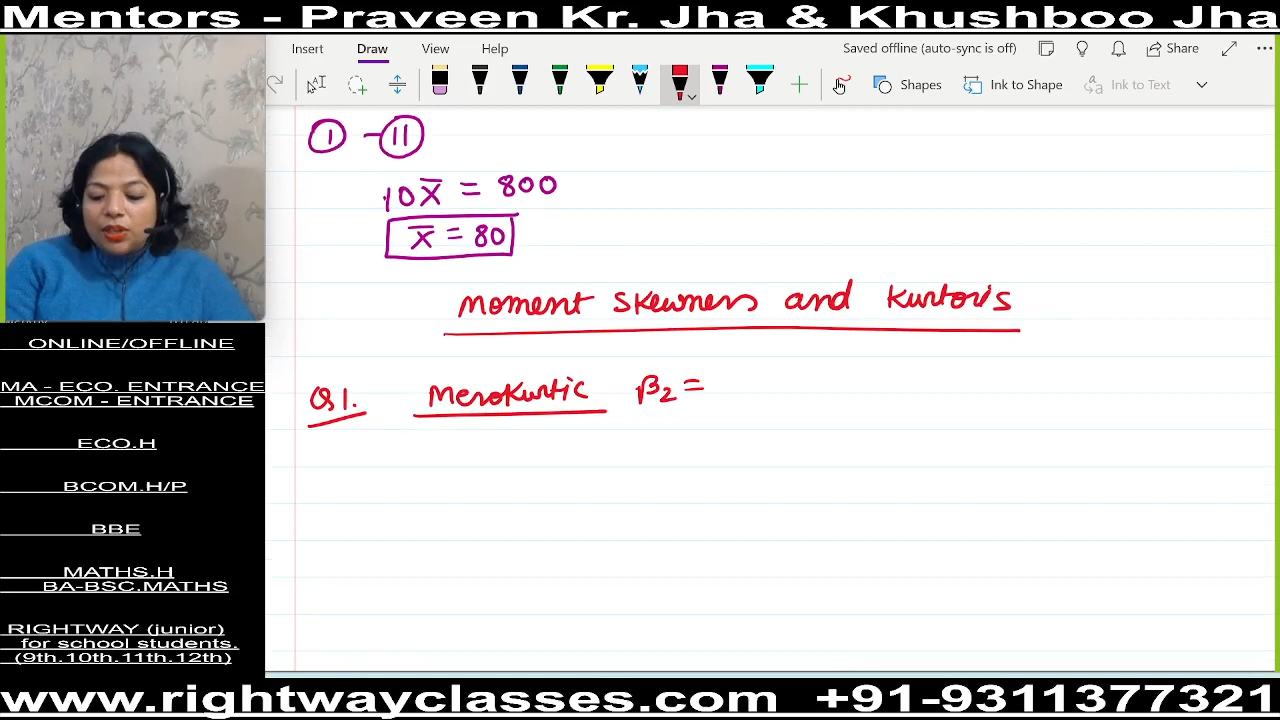 Mentors - Praveen Kr. Jha & Khushboo Jha
Insert Draw View Help
Saved offline (auto-sync is off) Share
Shapes Ink to Shape Ink to Text
① - ⑪
10x̅ = 800
x̅ = 80
Moment Skewness and Kurtosis
Q1. Mesokurtic β₂ =
ONLINE/OFFLINE
MA - ECO. ENTRANCE
MCOM - ENTRANCE
ECO.H
BCOM.H/P
BBE
MATHS.H
BA-BSC.MATHS
RIGHTWAY (junior)
for school students.
(9th.10th.11th.12th)
www.rightwayclasses.com +91-9311377321